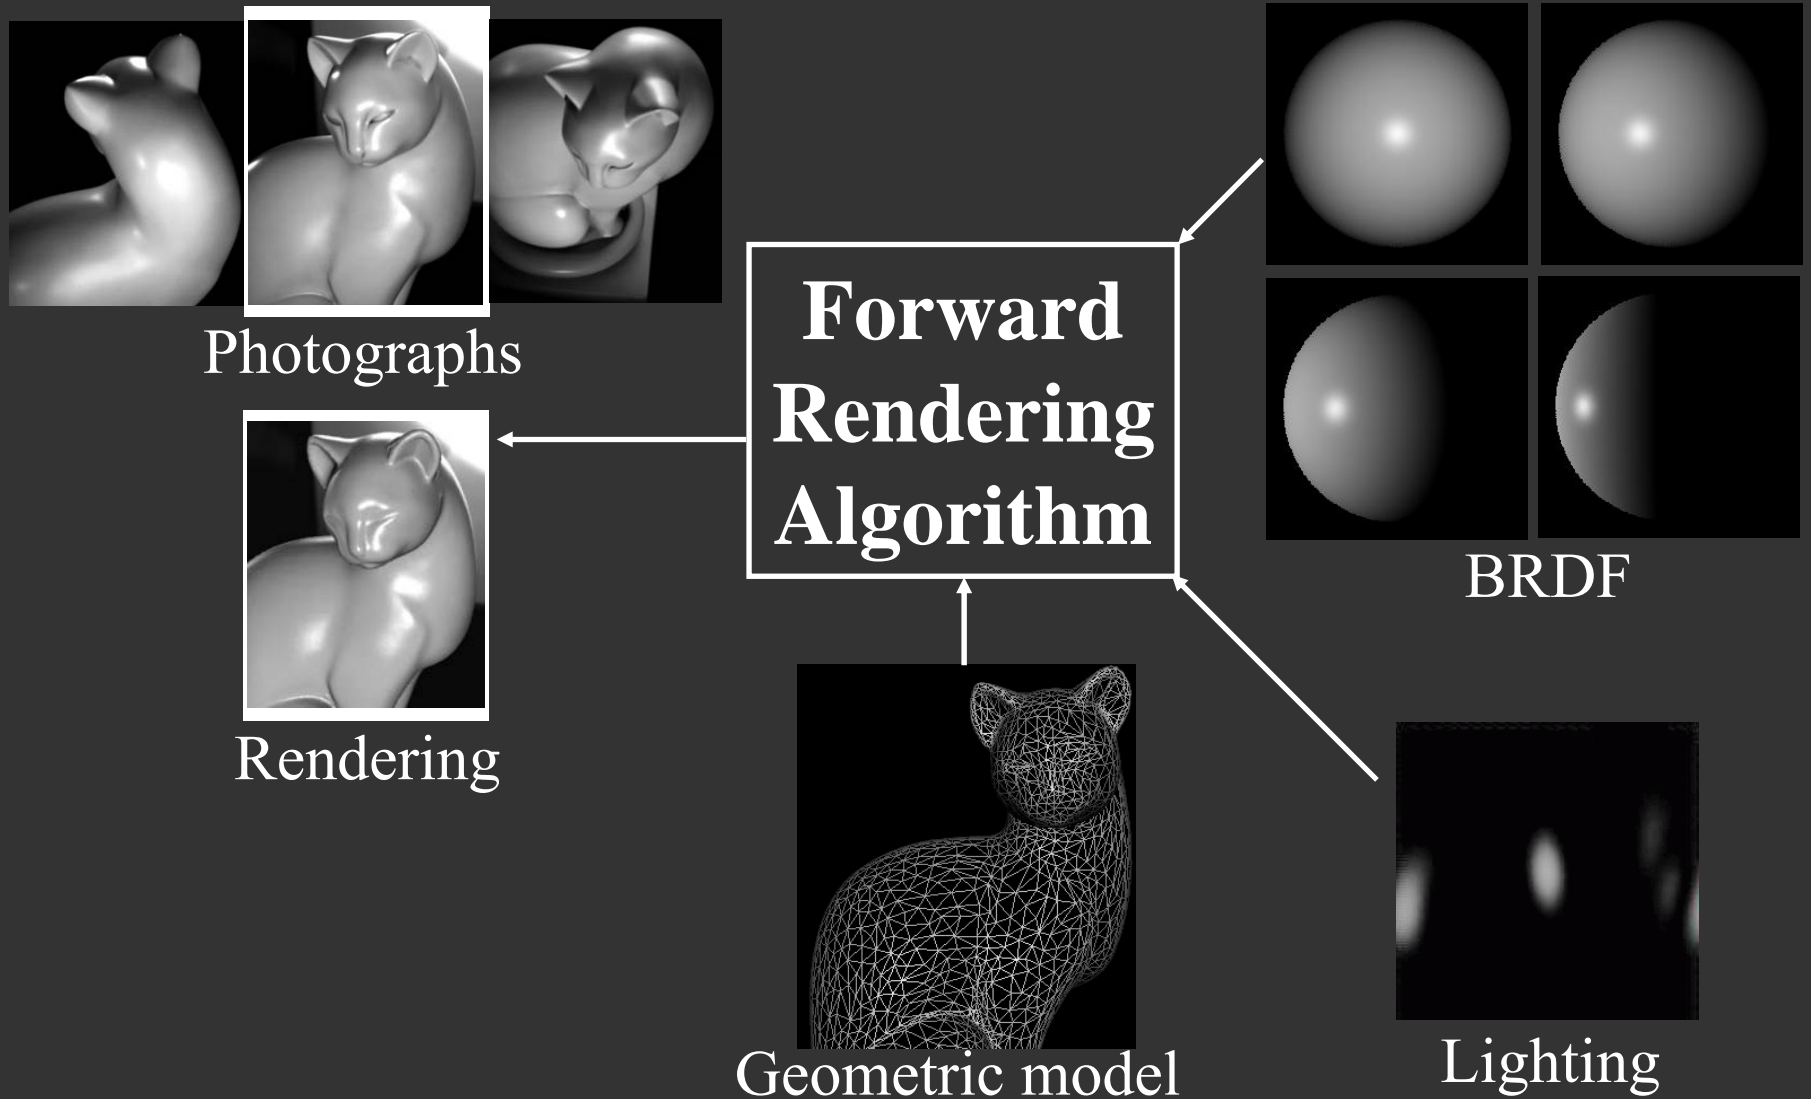 Photographs
Forward
Rendering
Algorithm
BRDF
Rendering
Geometric model
Lighting